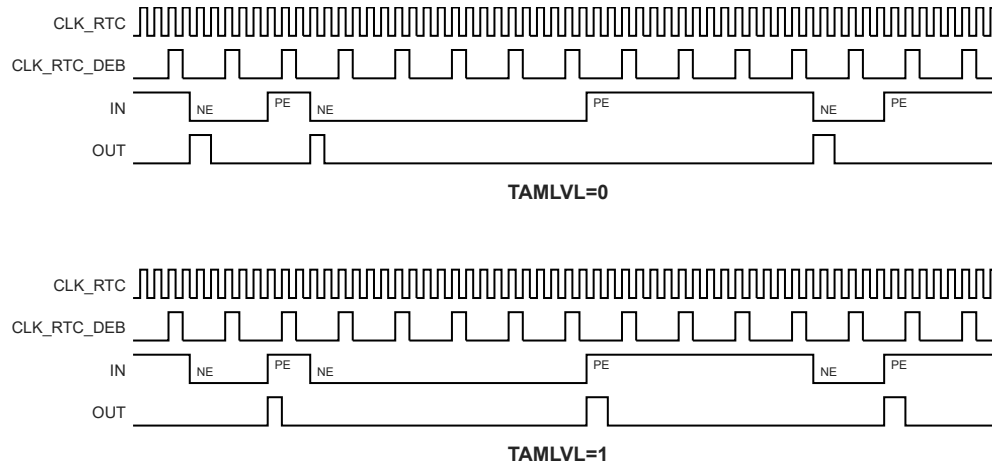 CLK_RTC
CLK_RTC_DEB
IN NE PE NE PE NE PE
OUT
TAMLVL=0
CLK_RTC
CLK_RTC_DEB
IN NE PE NE PE NE PE
OUT
TAMLVL=1